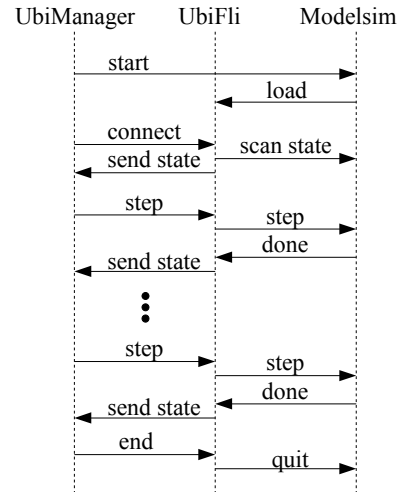 UbiManager UbiFli Modelsim
start
load
connect
scan state
send state
step
step
done
send state
step
step
done
send state
end
quit